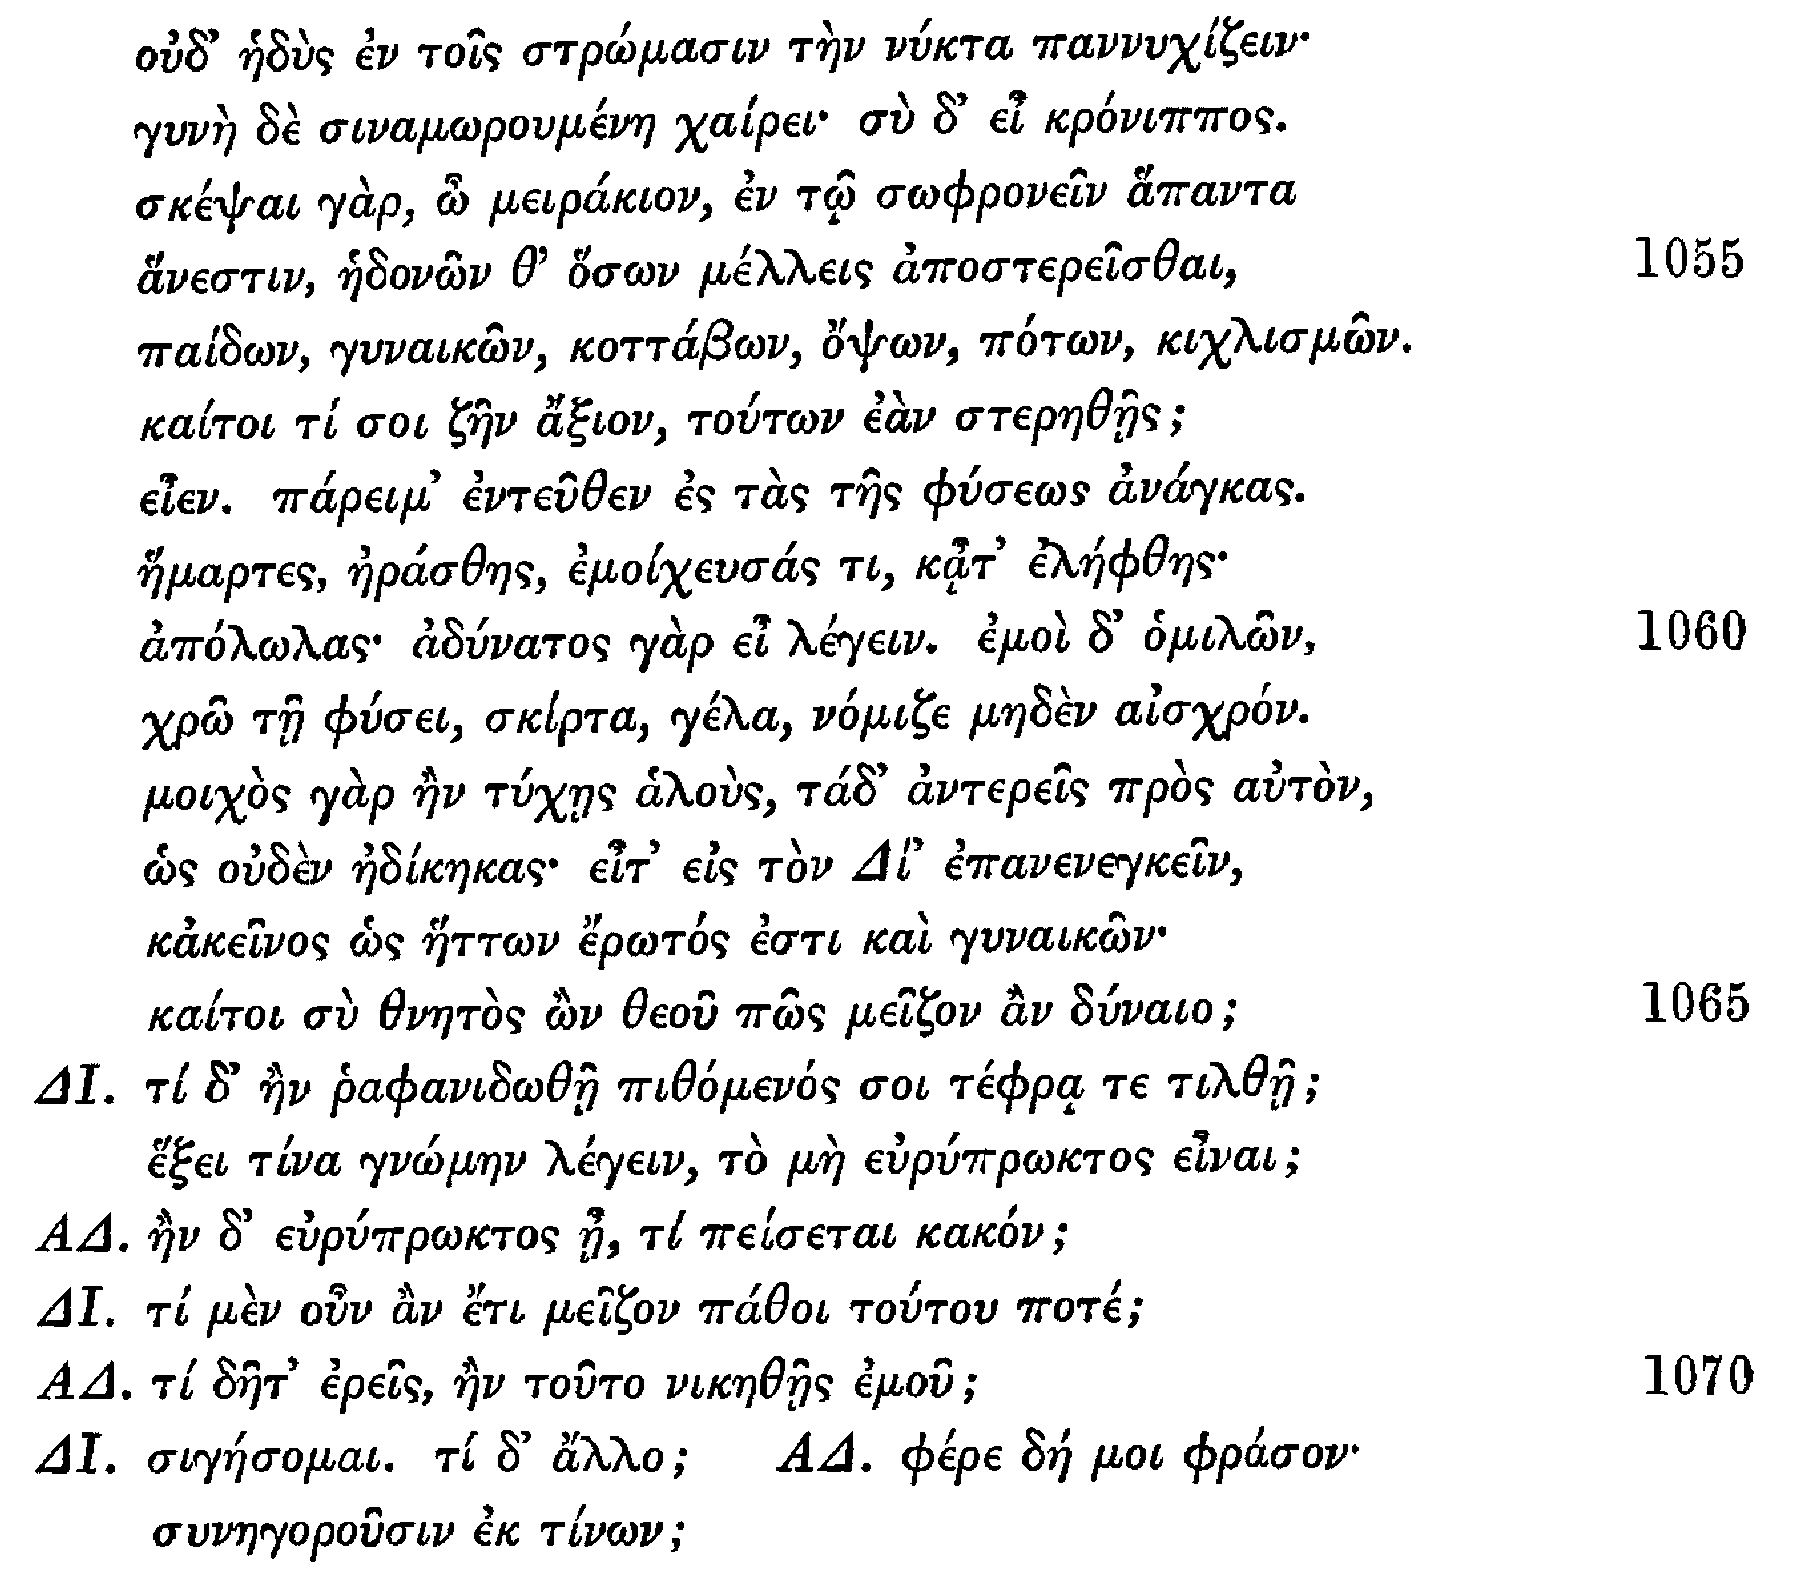 οὐδ’ ἡδὺς ἐν τοῖς στρώμασιν τὴν νύκτα παννυχίζειν·
γυνὴ δὲ σιναμωρουμένη χαίρει· σὺ δ’ εἶ κρόνιππος.
σκέψαι γὰρ, ὦ μειράκιον, ἐν τῷ σωφρονεῖν ἅπαντα
ἅνεστιν, ἡδονῶν θ’ ὅσων μέλλεις ἀποστερεῖσθαι, 1055
παίδων, γυναικῶν, κοττάβων, ὄψων, πότων, κιχλισμῶν.
καίτοι τί σοι ζῆν ἄξιον, τούτων ἐὰν στερηθῇς;
εἶεν. πάρειμ’ ἐντεῦθεν ἐς τὰς τῆς φύσεως ἀνάγκας.
ἥμαρτες, ἠράσθης, ἐμοίχευσάς τι, κᾆτ’ ἐλήφθης·
ἀπόλωλας· ἀδύνατος γὰρ εἶ λέγειν. ἐμοὶ δ’ ὁμιλῶν, 1060
χρῶ τῇ φύσει, σκίρτα, γέλα, νόμιζε μηδὲν αἰσχρόν.
μοιχὸς γὰρ ἢν τύχῃς ἁλοὺς, τάδ’ ἀντερεῖς πρὸς αὐτὸν,
ὡς οὐδὲν ἠδίκηκας· εἶτ’ εἰς τὸν Δί’ ἐπανενεγκεῖν,
κἀκεῖνος ὡς ἥττων ἔρωτός ἐστι καὶ γυναικῶν·
καίτοι σὺ θνητὸς ὢν θεοῦ πῶς μεῖζον ἂν δύναιο; 1065
ΔΙ. τί δ’ ἢν ῥαφανιδωθῇ πιθόμενός σοι τέφρᾳ τε τιλθῇ;
ἕξει τίνα γνώμην λέγειν, τὸ μὴ εὐρύπρωκτος εἶναι;
ΑΔ. ἢν δ’ εὐρύπρωκτος ᾖ, τί πείσεται κακόν;
ΔΙ. τί μὲν οὖν ἂν ἔτι μεῖζον πάθοι τούτου ποτέ;
ΑΔ. τί δῆτ’ ἐρεῖς, ἢν τοῦτο νικηθῇς ἐμοῦ; 1070
ΔΙ. σιγήσομαι. τί δ’ ἄλλο; ΑΔ. φέρε δή μοι φράσον·
συνηγοροῦσιν ἐκ τίνων;